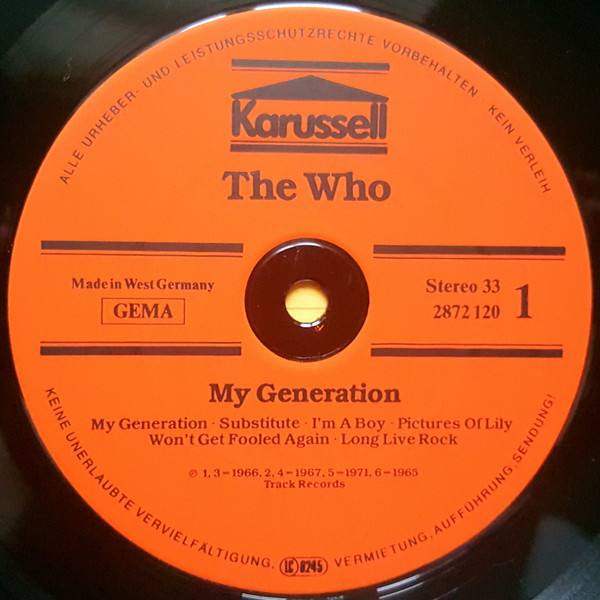 ALLE URHEBER- UND LEISTUNGSSCHUTZRECHTE VORBEHALTEN KEIN VERLEIH
Karussell
The Who
Made in West Germany
GEMA
Stereo 33
2872 120
1
My Generation
My Generation · Substitute · I'm A Boy · Pictures Of Lily
Won't Get Fooled Again · Long Live Rock
℗ 1, 3=1966, 2, 4=1967, 5=1971, 6=1965
Track Records
KEINE UNERLAUBTE VERVIELFÄLTIGUNG, LC 0245 VERMIETUNG, AUFFÜHRUNG, SENDUNG!